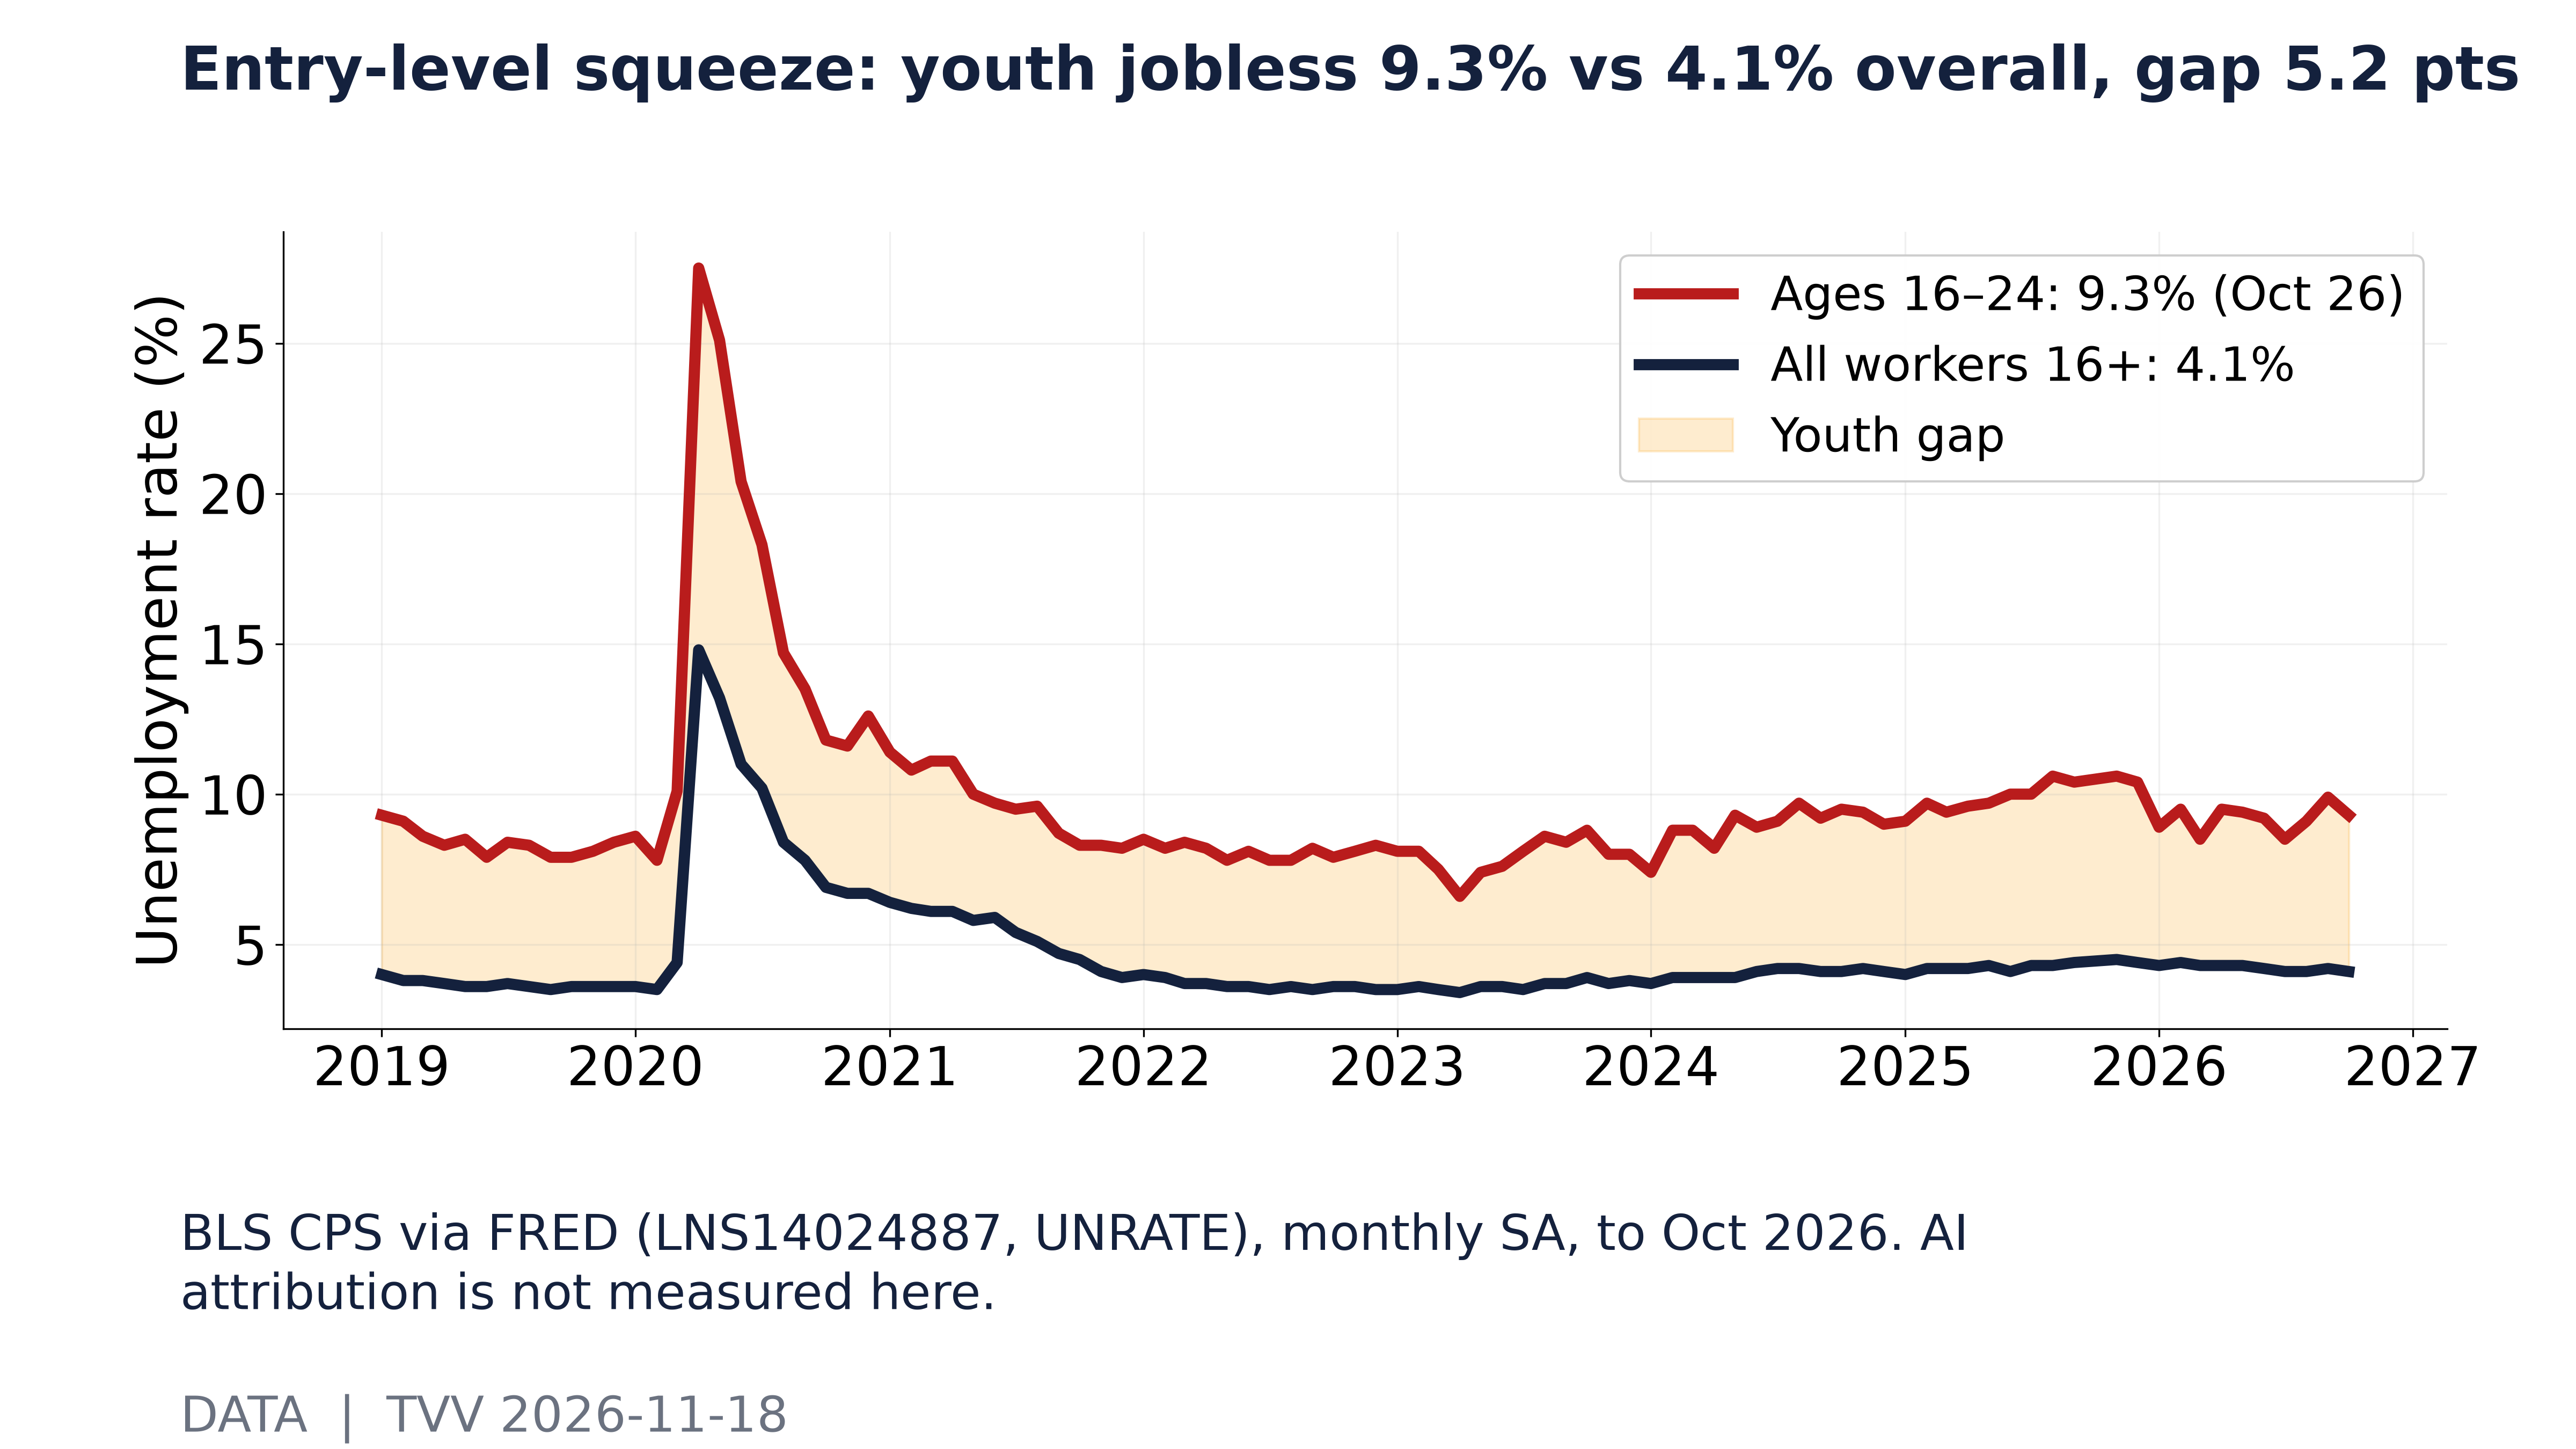 Entry-level squeeze: youth jobless 9.3% vs 4.1% overall, gap 5.2 pts
Unemployment rate (%)
25
20
15
10
5
Ages 16–24: 9.3% (Oct 26)
All workers 16+: 4.1%
Youth gap
2019 2020 2021 2022 2023 2024 2025 2026 2027
BLS CPS via FRED (LNS14024887, UNRATE), monthly SA, to Oct 2026. AI
attribution is not measured here.
DATA | TVV 2026-11-18